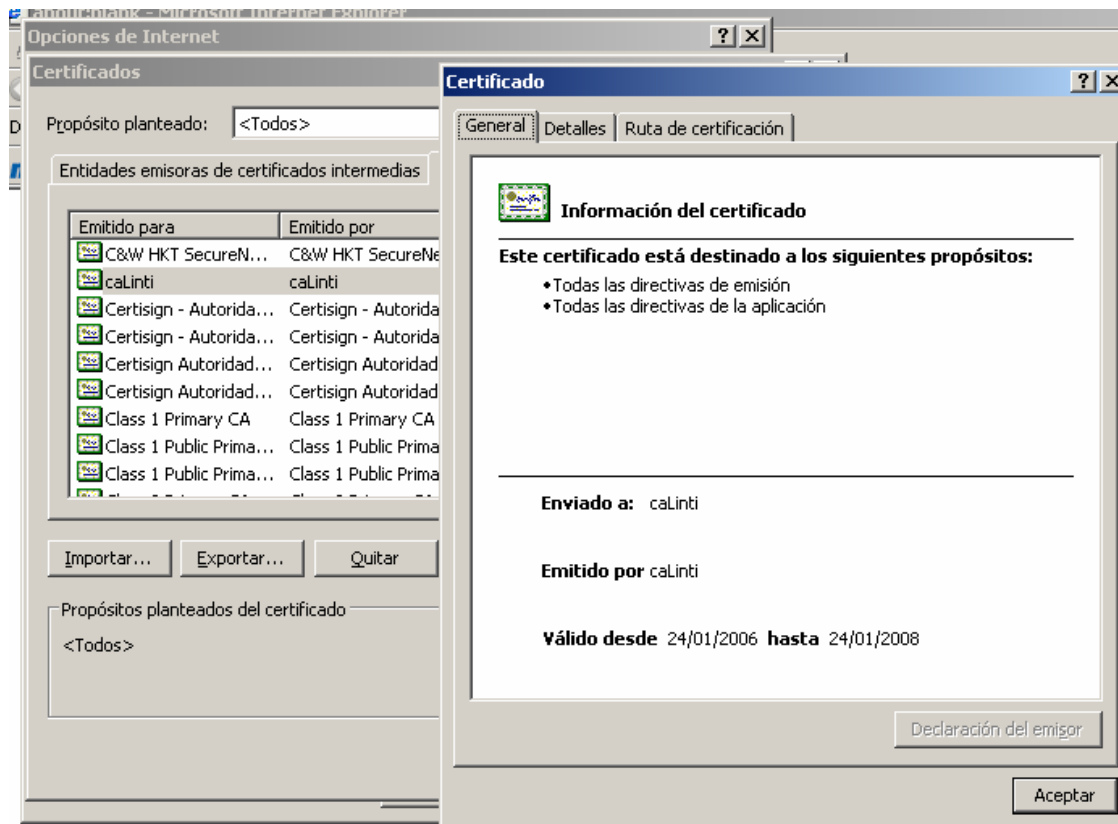 about:blank - Microsoft Internet Explorer
Opciones de Internet
Certificados
Propósito planteado: <Todos>
Entidades emisoras de certificados intermedias
Emitido para Emitido por
C&W HKT SecureN... C&W HKT SecureNe
caLinti caLinti
Certisign - Autorida... Certisign - Autorida
Certisign - Autorida... Certisign - Autorida
Certisign Autoridad... Certisign Autoridad
Certisign Autoridad... Certisign Autoridad
Class 1 Primary CA Class 1 Primary CA
Class 1 Public Prima... Class 1 Public Prima
Class 1 Public Prima... Class 1 Public Prima
Importar... Exportar... Quitar
Propósitos planteados del certificado
<Todos>
Certificado
General Detalles Ruta de certificación
Información del certificado
Este certificado está destinado a los siguientes propósitos:
•Todas las directivas de emisión
•Todas las directivas de la aplicación
Enviado a: caLinti
Emitido por caLinti
Válido desde 24/01/2006 hasta 24/01/2008
Declaración del emisor
Aceptar